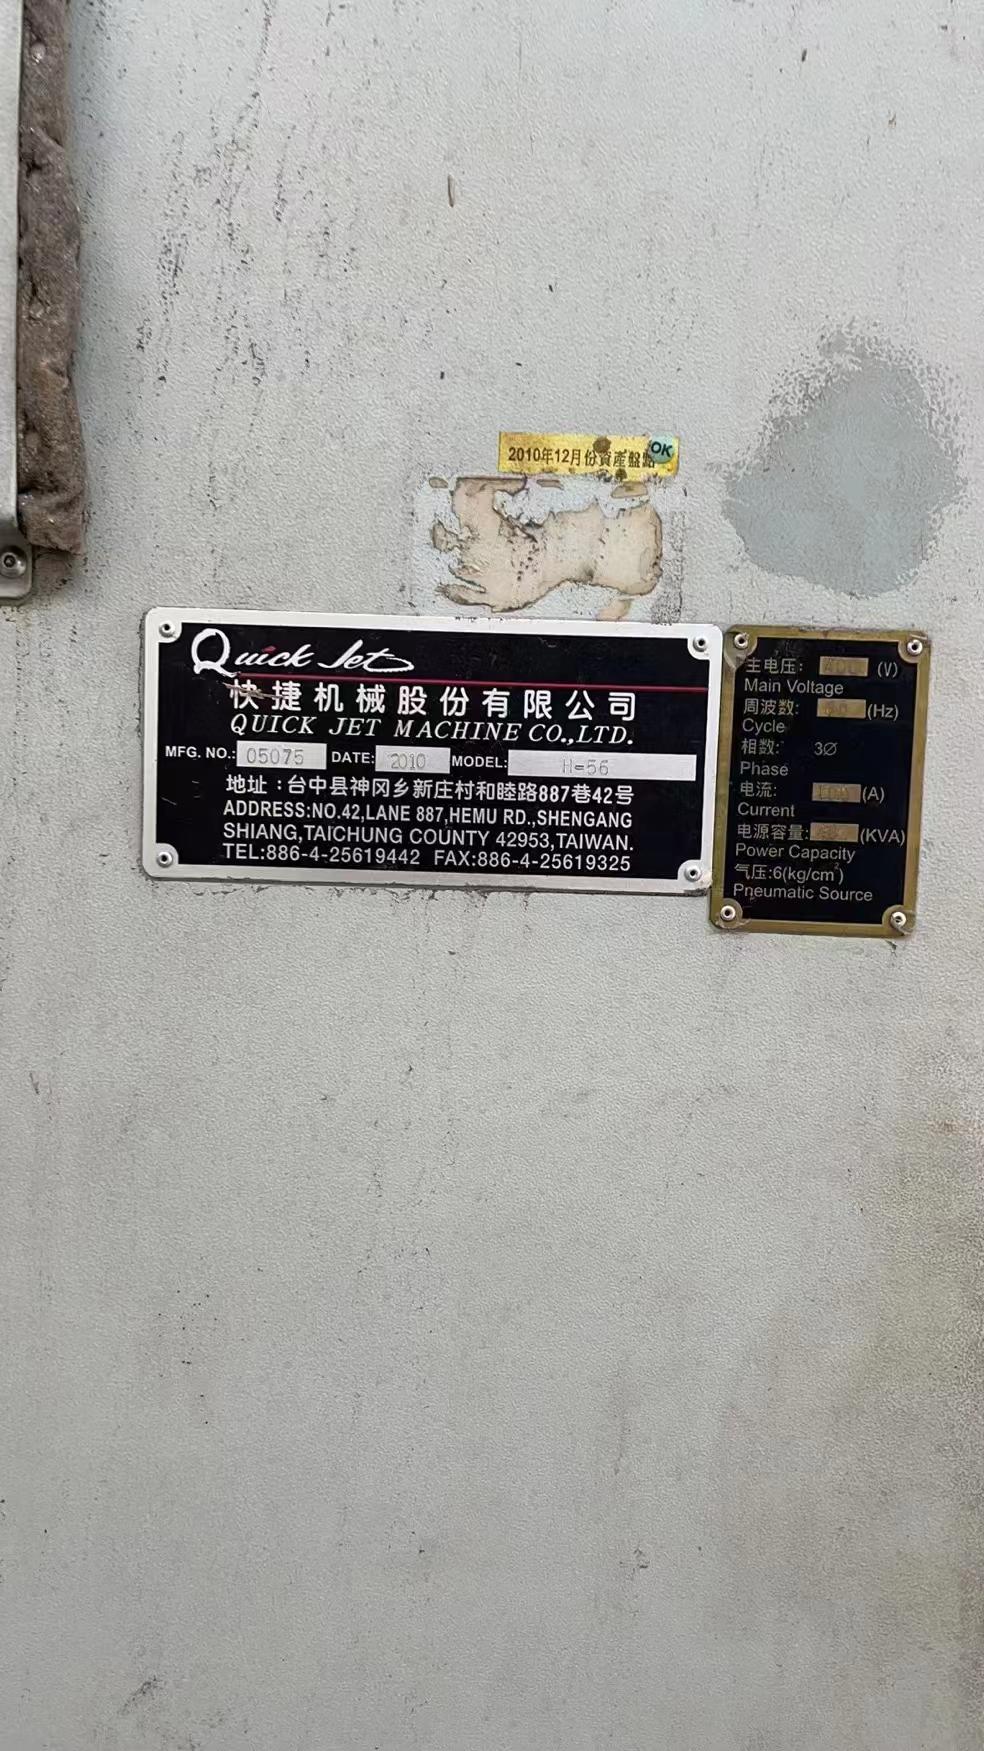 2010年12月份資產盤點
OK
Quick Jet
快捷机械股份有限公司
QUICK JET MACHINE CO.,LTD.
MFG. NO.: 05075 DATE: 2010 MODEL: H-56
地址:台中县神冈乡新庄村和睦路887巷42号
ADDRESS:NO.42,LANE 887,HEMU RD.,SHENGANG
SHIANG,TAICHUNG COUNTY 42953,TAIWAN.
TEL:886-4-25619442 FAX:886-4-25619325
主电压: (V)
Main Voltage
周波数: (Hz)
Cycle
相数: 3Ø
Phase
电流: (A)
Current
电源容量: (KVA)
Power Capacity
气压:6(kg/cm²)
Pneumatic Source